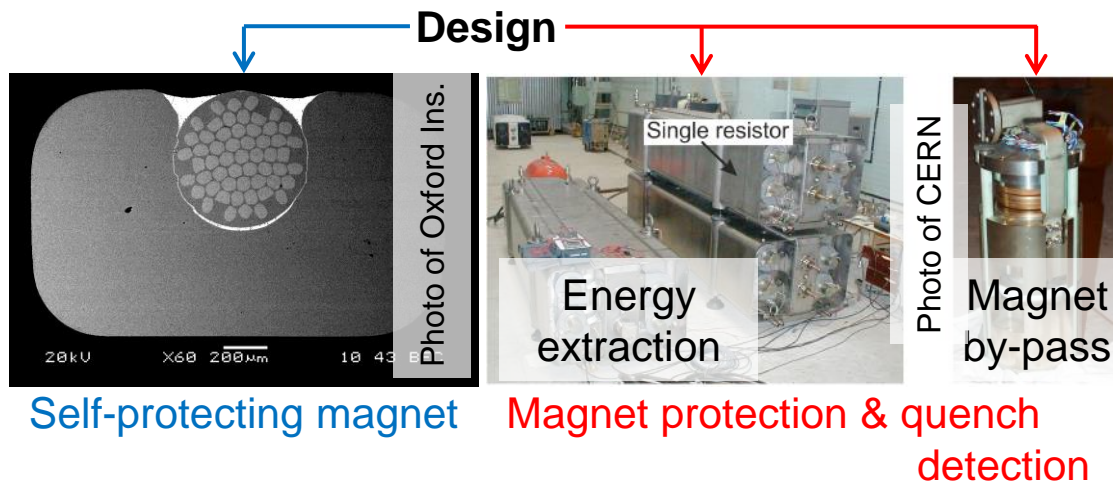 Design
Photo of Oxford Ins.
20kV X60 200μm 10 43 B
Single resistor
Energy
extraction
Photo of CERN
Magnet
by-pass
Self-protecting magnet
Magnet protection & quench
detection